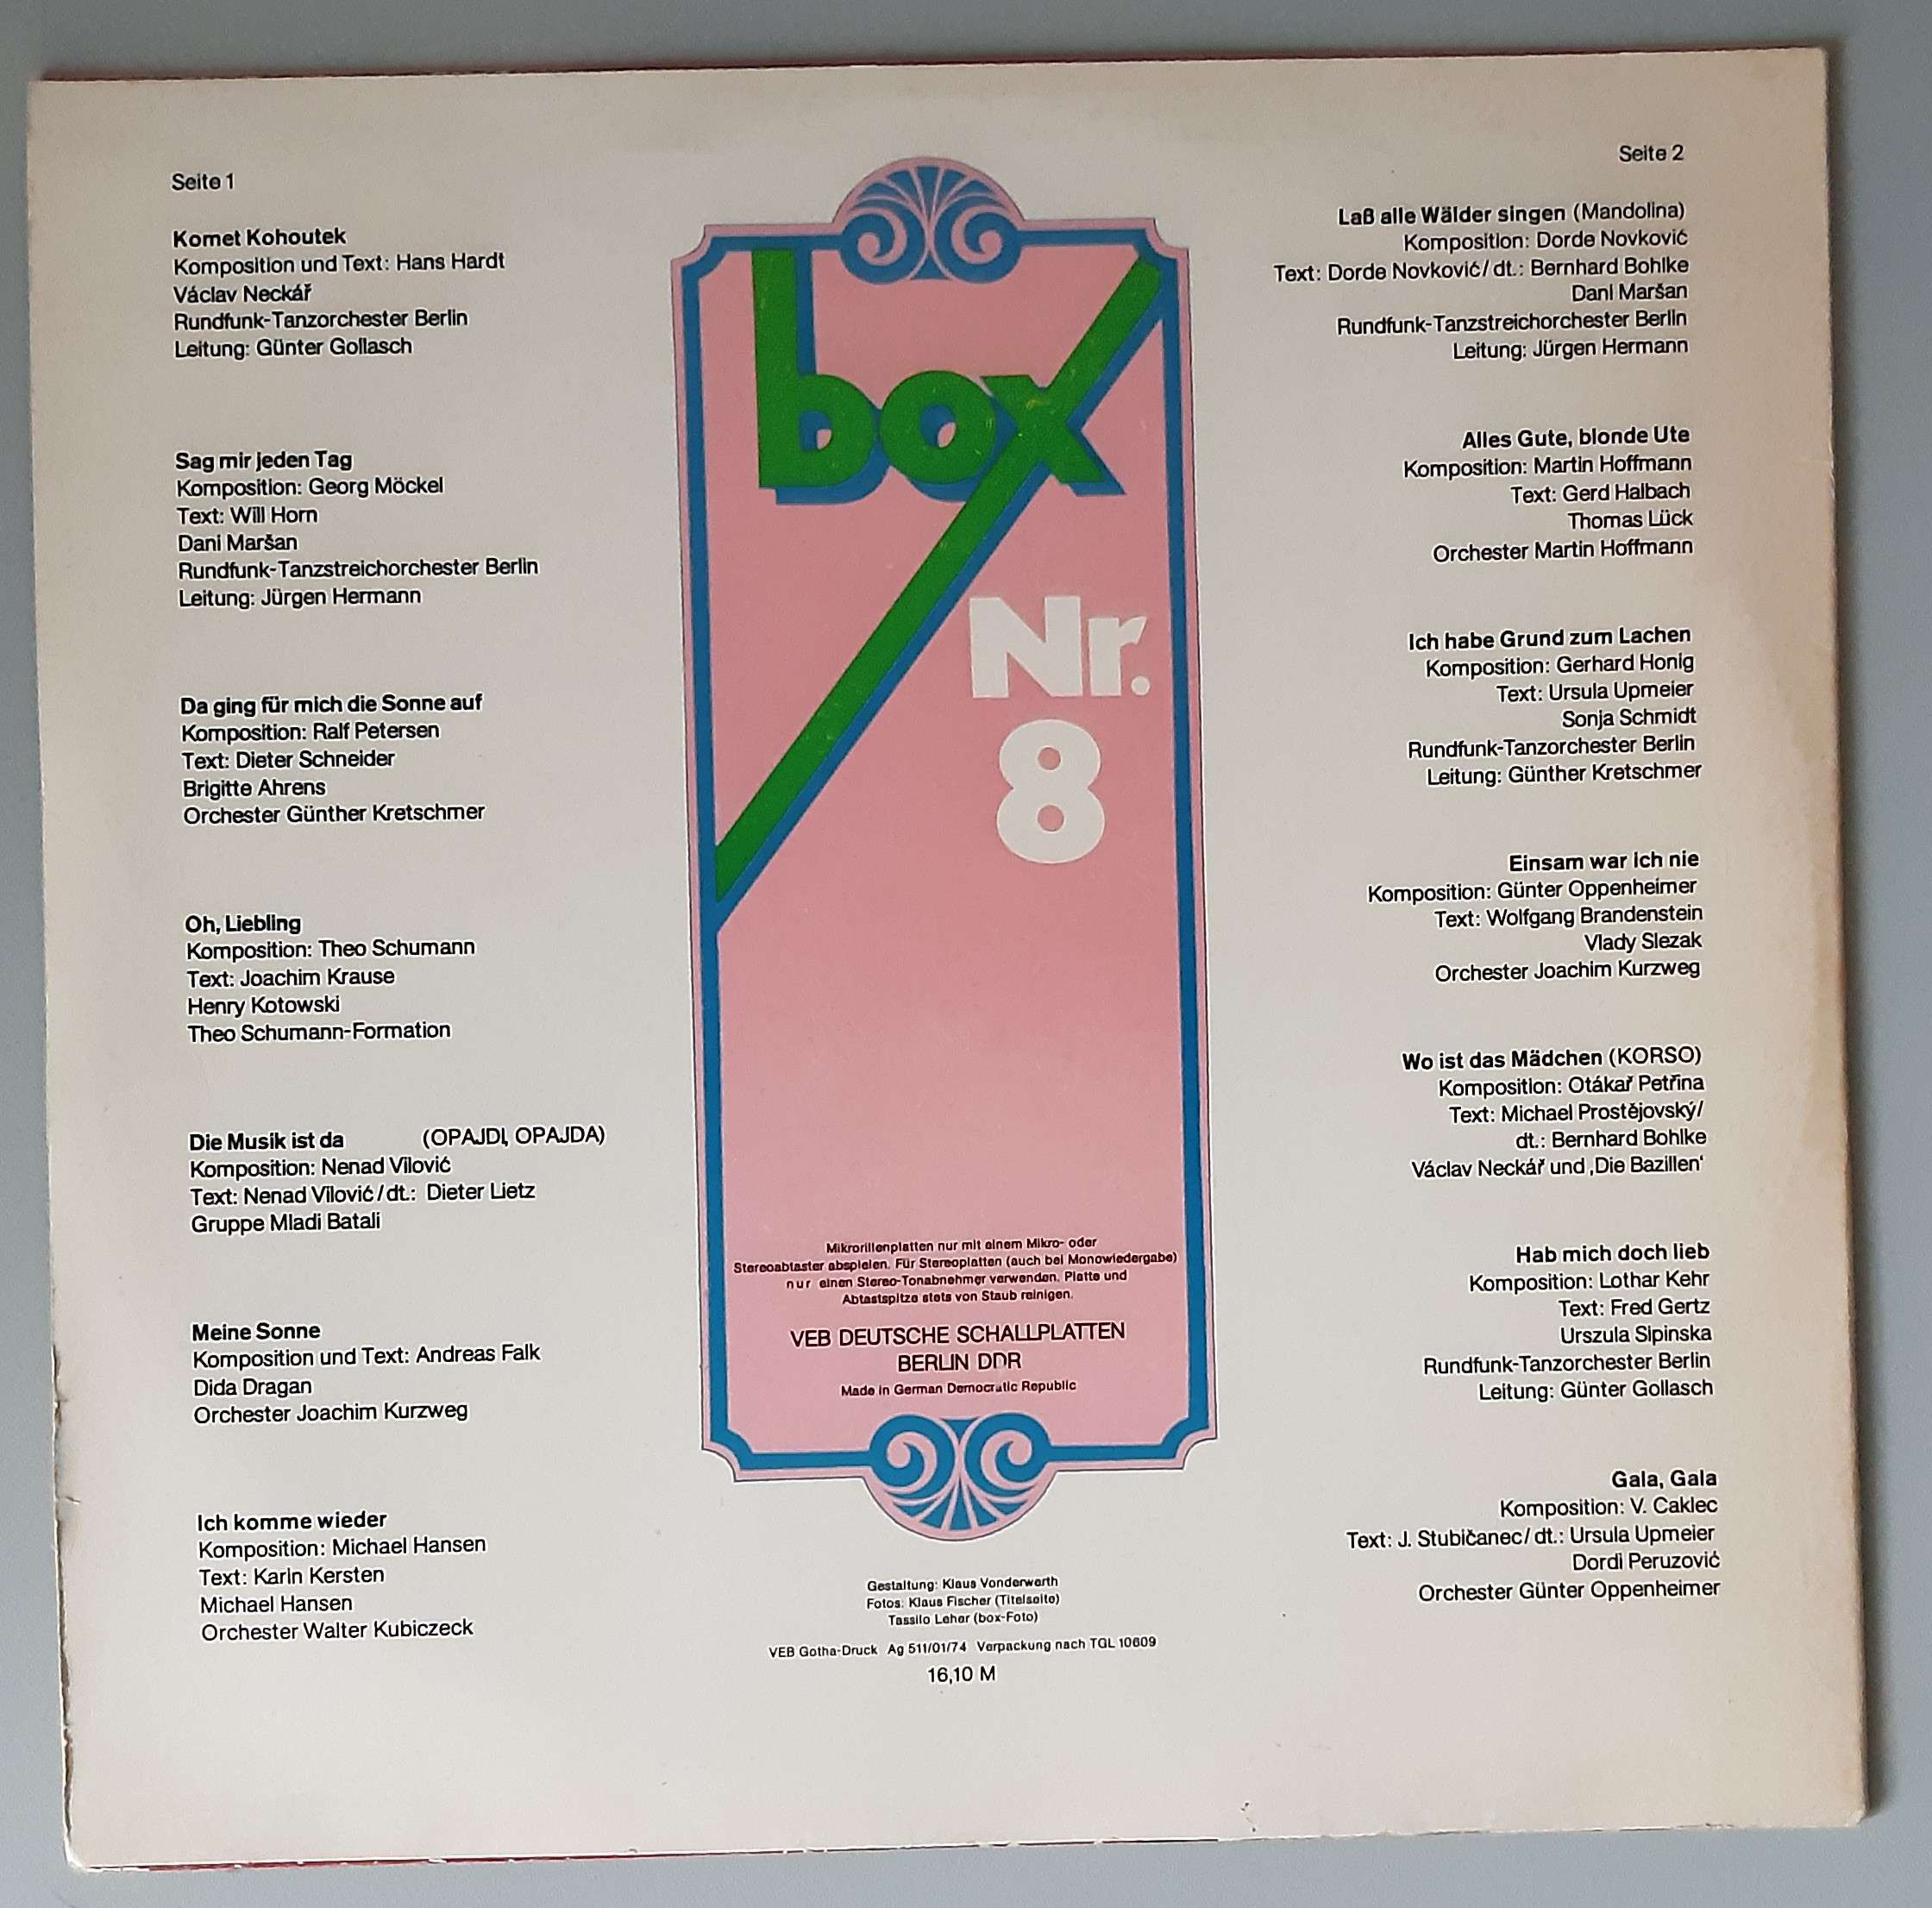 Seite 1
Komet Kohoutek
Komposition und Text: Hans Hardt
Václav Neckář
Rundfunk-Tanzorchester Berlin
Leitung: Günter Gollasch
Sag mir jeden Tag
Komposition: Georg Möckel
Text: Will Horn
Dani Maršan
Rundfunk-Tanzstreichorchester Berlin
Leitung: Jürgen Hermann
Da ging für mich die Sonne auf
Komposition: Ralf Petersen
Text: Dieter Schneider
Brigitte Ahrens
Orchester Günther Kretschmer
Oh, Liebling
Komposition: Theo Schumann
Text: Joachim Krause
Henry Kotowski
Theo Schumann-Formation
Die Musik ist da (OPAJDI, OPAJDA)
Komposition: Nenad Vilović
Text: Nenad Vilović/dt.: Dieter Lietz
Gruppe Mladi Batali
Meine Sonne
Komposition und Text: Andreas Falk
Dida Dragan
Orchester Joachim Kurzweg
Ich komme wieder
Komposition: Michael Hansen
Text: Karin Kersten
Michael Hansen
Orchester Walter Kubiczeck
box
Nr.
8
Mikrorillenplatten nur mit einem Mikro- oder
Stereoabtaster abspielen. Für Stereoplatten (auch bei Monowiedergabe)
nur einen Stereo-Tonabnehmer verwenden. Platte und
Abtastspitze stets von Staub reinigen.
VEB DEUTSCHE SCHALLPLATTEN
BERLIN DDR
Made in German Democratic Republic
Gestaltung: Klaus Vonderwerth
Fotos: Klaus Fischer (Titelseite)
Tassilo Leher (box-Foto)
VEB Gotha-Druck Ag 511/01/74 Verpackung nach TGL 10609
16,10 M
Seite 2
Laß alle Wälder singen (Mandolina)
Komposition: Dorde Novković
Text: Dorde Novković/dt.: Bernhard Bohlke
Dani Maršan
Rundfunk-Tanzstreichorchester Berlin
Leitung: Jürgen Hermann
Alles Gute, blonde Ute
Komposition: Martin Hoffmann
Text: Gerd Halbach
Thomas Lück
Orchester Martin Hoffmann
Ich habe Grund zum Lachen
Komposition: Gerhard Honig
Text: Ursula Upmeier
Sonja Schmidt
Rundfunk-Tanzorchester Berlin
Leitung: Günther Kretschmer
Einsam war ich nie
Komposition: Günter Oppenheimer
Text: Wolfgang Brandenstein
Vlady Slezak
Orchester Joachim Kurzweg
Wo ist das Mädchen (KORSO)
Komposition: Otákař Petřina
Text: Michael Prostějovský/
dt.: Bernhard Bohlke
Václav Neckář und ‚Die Bazillen‘
Hab mich doch lieb
Komposition: Lothar Kehr
Text: Fred Gertz
Urszula Sipinska
Rundfunk-Tanzorchester Berlin
Leitung: Günter Gollasch
Gala, Gala
Komposition: V. Caklec
Text: J. Stubičanec/dt.: Ursula Upmeier
Dordi Peruzović
Orchester Günter Oppenheimer